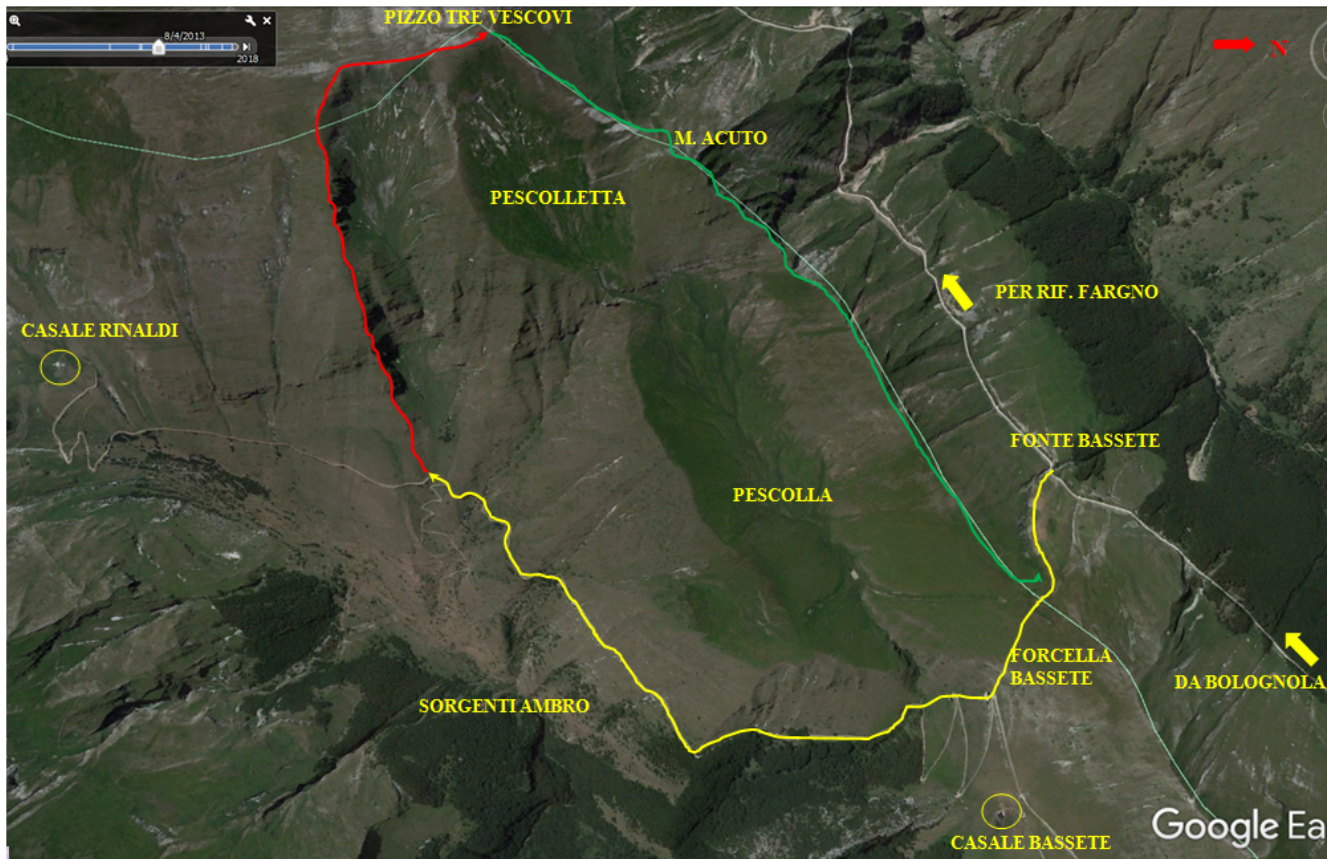 PIZZO TRE VESCOVI
8/4/2013
2018
N
M. ACUTO
PESCOLLETTA
PER RIF. FARGNO
CASALE RINALDI
FONTE BASSETE
PESCOLLA
FORCELLA
BASSETE
DA BOLOGNOLA
SORGENTI AMBRO
CASALE BASSETE
Google Ea